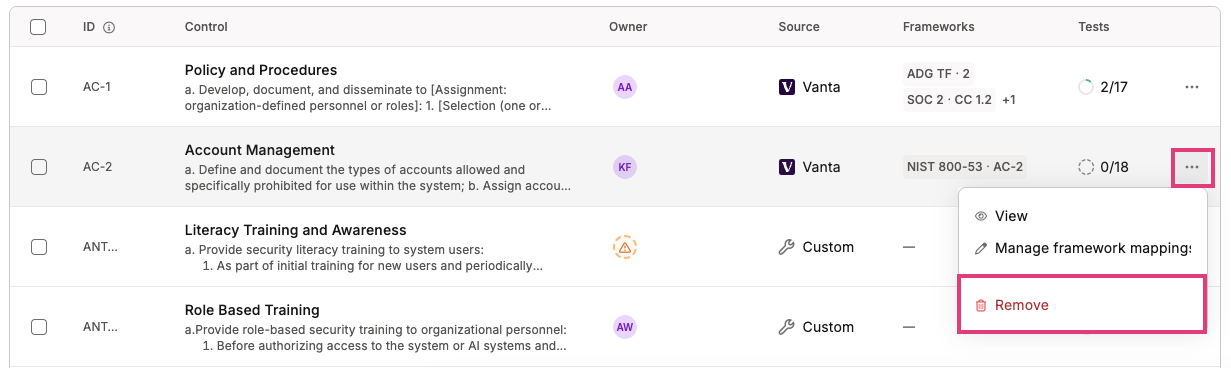 ID Control Owner Source Frameworks Tests
AC-1
Policy and Procedures
a. Develop, document, and disseminate to [Assignment:
organization-defined personnel or roles]: 1. [Selection (one or...
AA
Vanta
ADG TF · 2
SOC 2 · CC 1.2 +1
2/17
AC-2
Account Management
a. Define and document the types of accounts allowed and
specifically prohibited for use within the system; b. Assign accou...
KF
Vanta
NIST 800-53 · AC-2
0/18
View
Manage framework mappings
Remove
ANT...
Literacy Training and Awareness
a. Provide security literacy training to system users:
1. As part of initial training for new users and periodically...
Custom
—
ANT...
Role Based Training
a.Provide role-based security training to organizational personnel:
1. Before authorizing access to the system or AI systems and...
AW
Custom
—